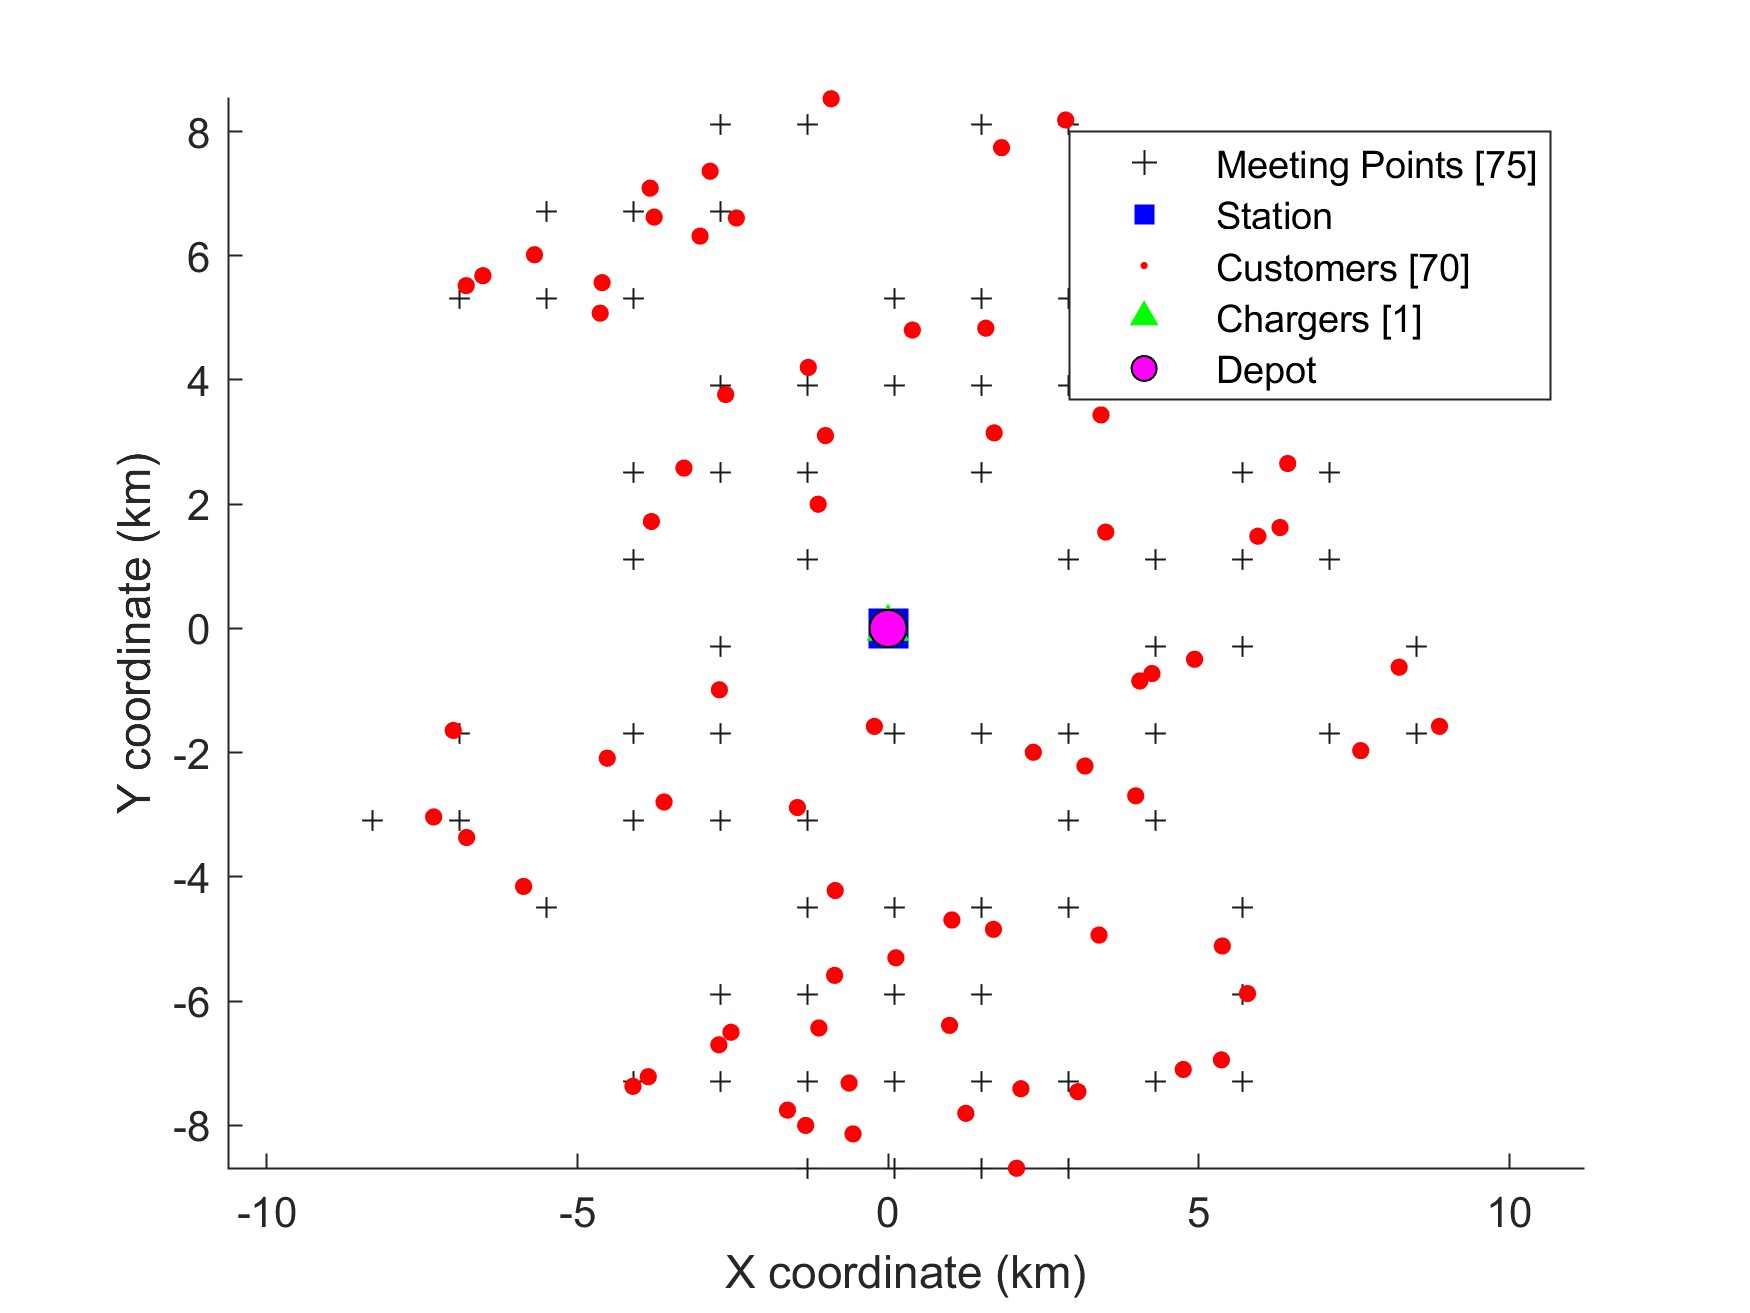 8
6
4
2
0
-2
-4
-6
-8
Y coordinate (km)
Meeting Points [75]
Station
Customers [70]
Chargers [1]
Depot
-10 -5 0 5 10
X coordinate (km)